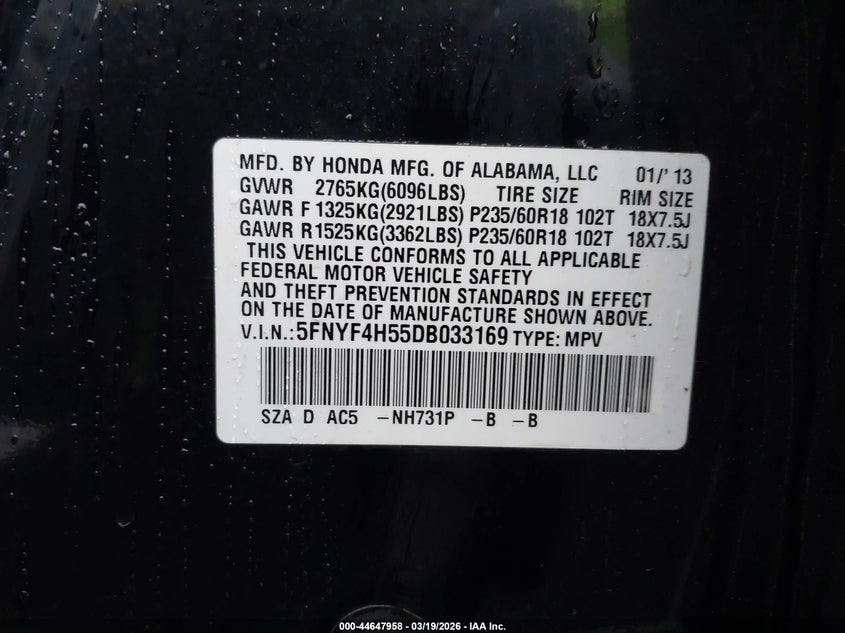 MFD. BY HONDA MFG. OF ALABAMA, LLC 01/' 13
GVWR 2765KG(6096LBS) TIRE SIZE RIM SIZE
GAWR F 1325KG(2921LBS) P235/60R18 102T 18X7.5J
GAWR R1525KG(3362LBS) P235/60R18 102T 18X7.5J
THIS VEHICLE CONFORMS TO ALL APPLICABLE
FEDERAL MOTOR VEHICLE SAFETY
AND THEFT PREVENTION STANDARDS IN EFFECT
ON THE DATE OF MANUFACTURE SHOWN ABOVE.
V.I.N.:5FNYF4H55DB033169 TYPE: MPV
SZA D AC5 –NH731P –B –B
000-44647958 - 03/19/2026 - IAA Inc.